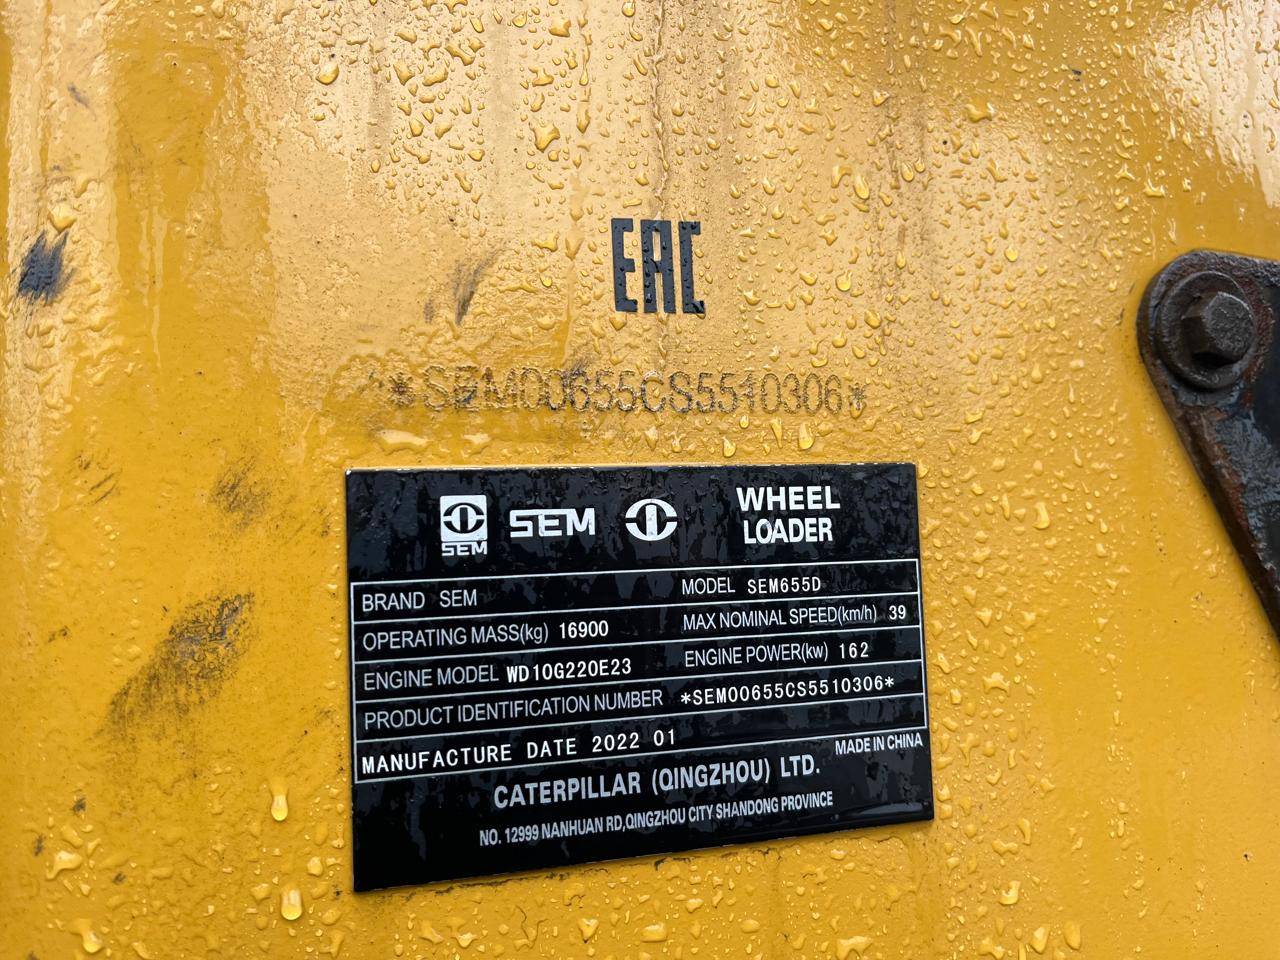 EAC
*SEM00655CS5510306*
SEM SEM WHEEL LOADER
BRAND SEM MODEL SEM655D
OPERATING MASS(kg) 16900 MAX NOMINAL SPEED(km/h) 39
ENGINE MODEL WD10G220E23 ENGINE POWER(kw) 162
PRODUCT IDENTIFICATION NUMBER *SEM00655CS5510306*
MANUFACTURE DATE 2022 01
MADE IN CHINA
CATERPILLAR (QINGZHOU) LTD.
NO. 12999 NANHUAN RD,QINGZHOU CITY SHANDONG PROVINCE